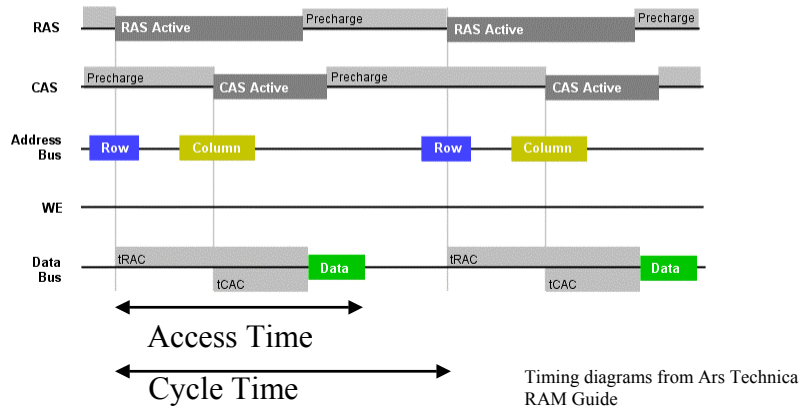 RAS
RAS Active
Precharge
RAS Active
Precharge
CAS
Precharge
CAS Active
Precharge
CAS Active
Address
Bus
Row
Column
Row
Column
WE
Data
Bus
tRAC
tCAC
Data
tRAC
tCAC
Data
Access Time
Cycle Time
Timing diagrams from Ars Technica
RAM Guide